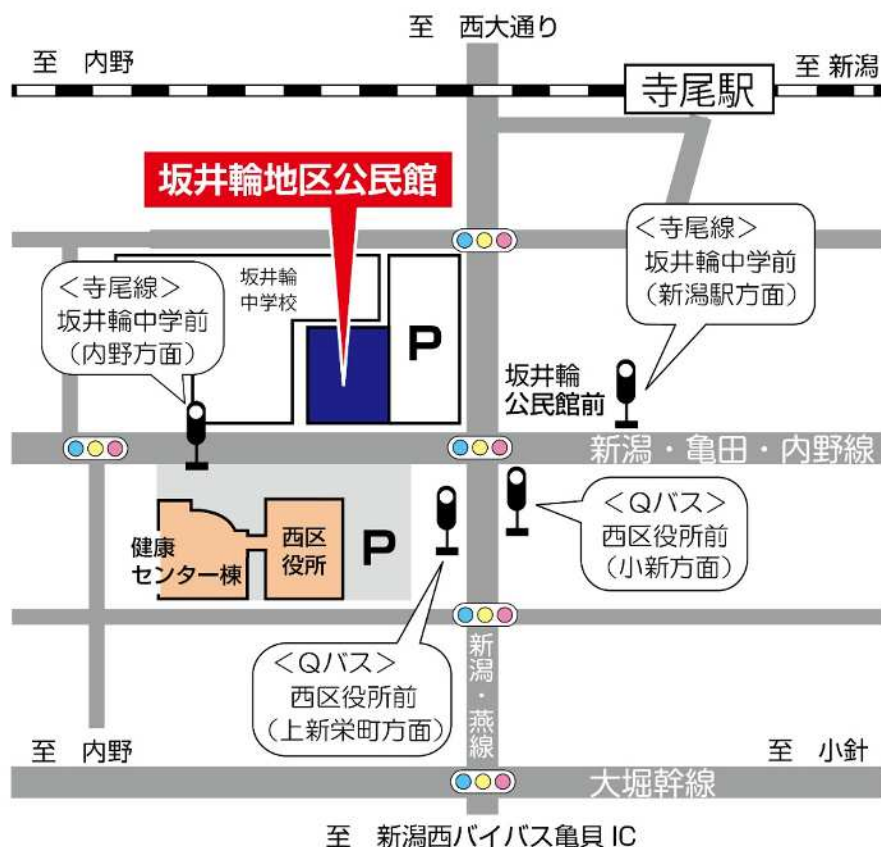 至 西大通り
至 内野
至 新潟
寺尾駅
坂井輪地区公民館
＜寺尾線＞
坂井輪中学前
（新潟駅方面）
坂井輪
中学校
＜寺尾線＞
坂井輪中学前
（内野方面）
P
坂井輪
公民館前
新潟・亀田・内野線
＜Qバス＞
西区役所前
（小新方面）
健康
センター棟
西区
役所
P
＜Qバス＞
西区役所前
（上新栄町方面）
新潟・燕線
至 内野
至 小針
大堀幹線
至 新潟西バイバス亀貝 IC